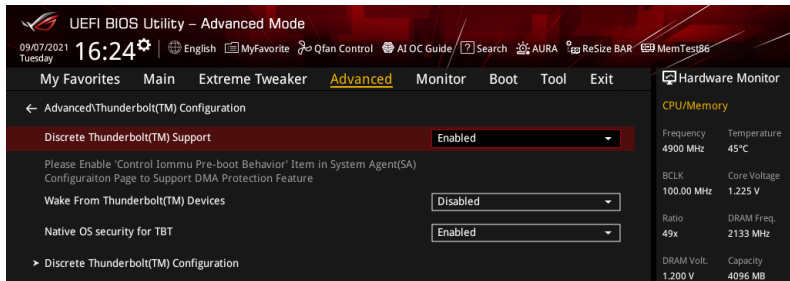 UEFI BIOS Utility – Advanced Mode
09/07/2021 Tuesday 16:24 English MyFavorite Qfan Control AI OC Guide ? Search AURA ReSize BAR MemTest86
My Favorites Main Extreme Tweaker Advanced Monitor Boot Tool Exit Hardware Monitor
← Advanced\Thunderbolt(TM) Configuration
Discrete Thunderbolt(TM) Support Enabled
Please Enable 'Control Iommu Pre-boot Behavior' Item in System Agent(SA)
Configuraiton Page to Support DMA Protection Feature
Wake From Thunderbolt(TM) Devices Disabled
Native OS security for TBT Enabled
> Discrete Thunderbolt(TM) Configuration
CPU/Memory
Frequency Temperature
4900 MHz 45°C
BCLK Core Voltage
100.00 MHz 1.225 V
Ratio DRAM Freq.
49x 2133 MHz
DRAM Volt. Capacity
1.200 V 4096 MB